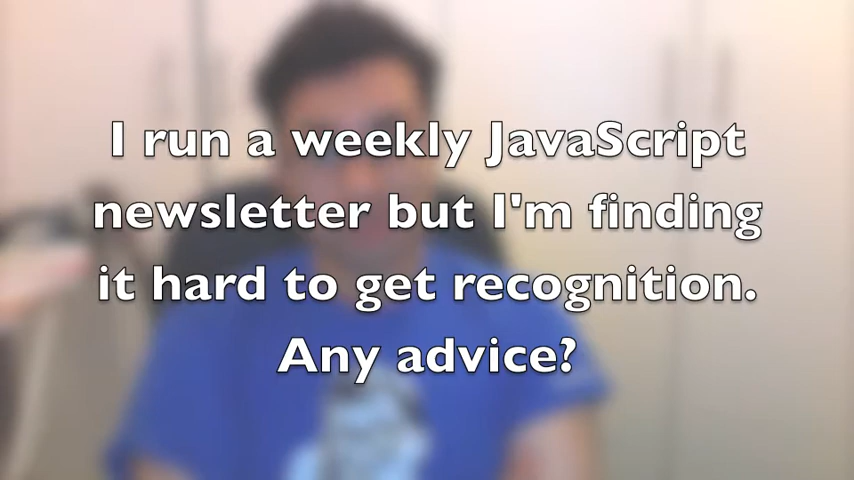 I run a weekly JavaScript
newsletter but I'm finding
it hard to get recognition.
Any advice?